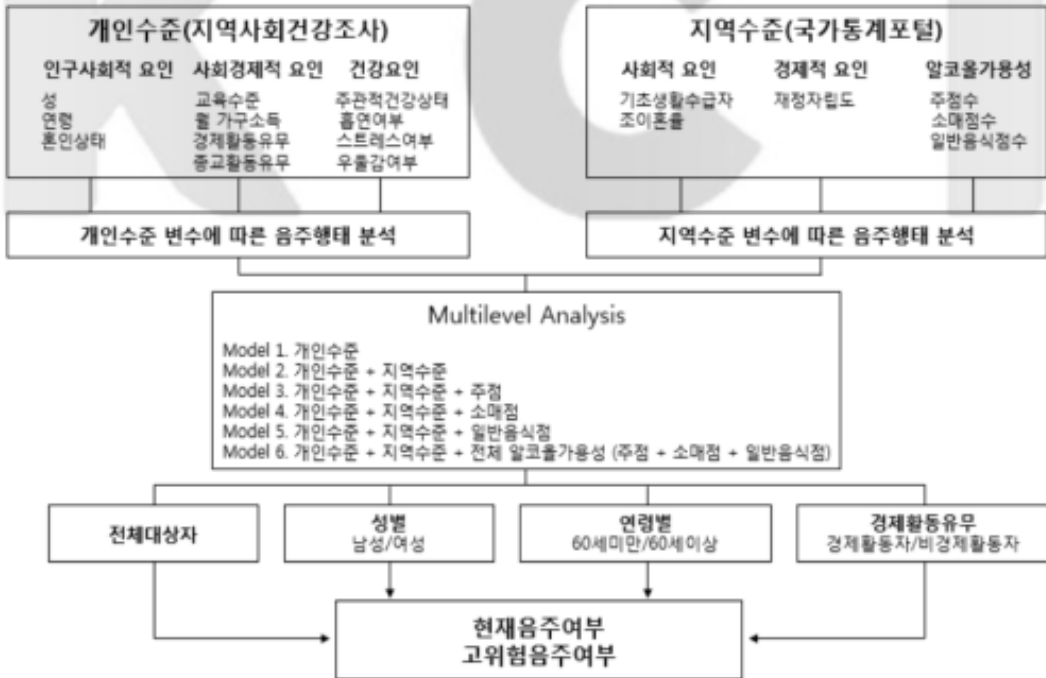 개인수준(지역사회건강조사)
인구사회적 요인 사회경제적 요인 건강요인
성 교육수준 주관적건강상태
연령 월 가구소득 흡연여부
혼인상태 경제활동유무 스트레스여부
종교활동유무 우울감여부
지역수준(국가통계포털)
사회적 요인 경제적 요인 알코올가용성
기초생활수급자 재정자립도 주점수
조이혼율 소매점수
일반음식점수
개인수준 변수에 따른 음주행태 분석
지역수준 변수에 따른 음주행태 분석
Multilevel Analysis
Model 1. 개인수준
Model 2. 개인수준 + 지역수준
Model 3. 개인수준 + 지역수준 + 주점
Model 4. 개인수준 + 지역수준 + 소매점
Model 5. 개인수준 + 지역수준 + 일반음식점
Model 6. 개인수준 + 지역수준 + 전체 알코올가용성 (주점 + 소매점 + 일반음식점)
전체대상자
성별
남성/여성
연령별
60세미만/60세이상
경제활동유무
경제활동자/비경제활동자
현재음주여부
고위험음주여부